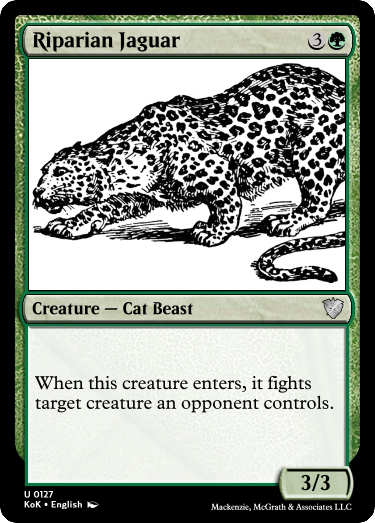 Riparian Jaguar 3
Creature — Cat Beast
When this creature enters, it fights
target creature an opponent controls.
3/3
U 0127
KoK • English Mackenzie, McGrath & Associates LLC